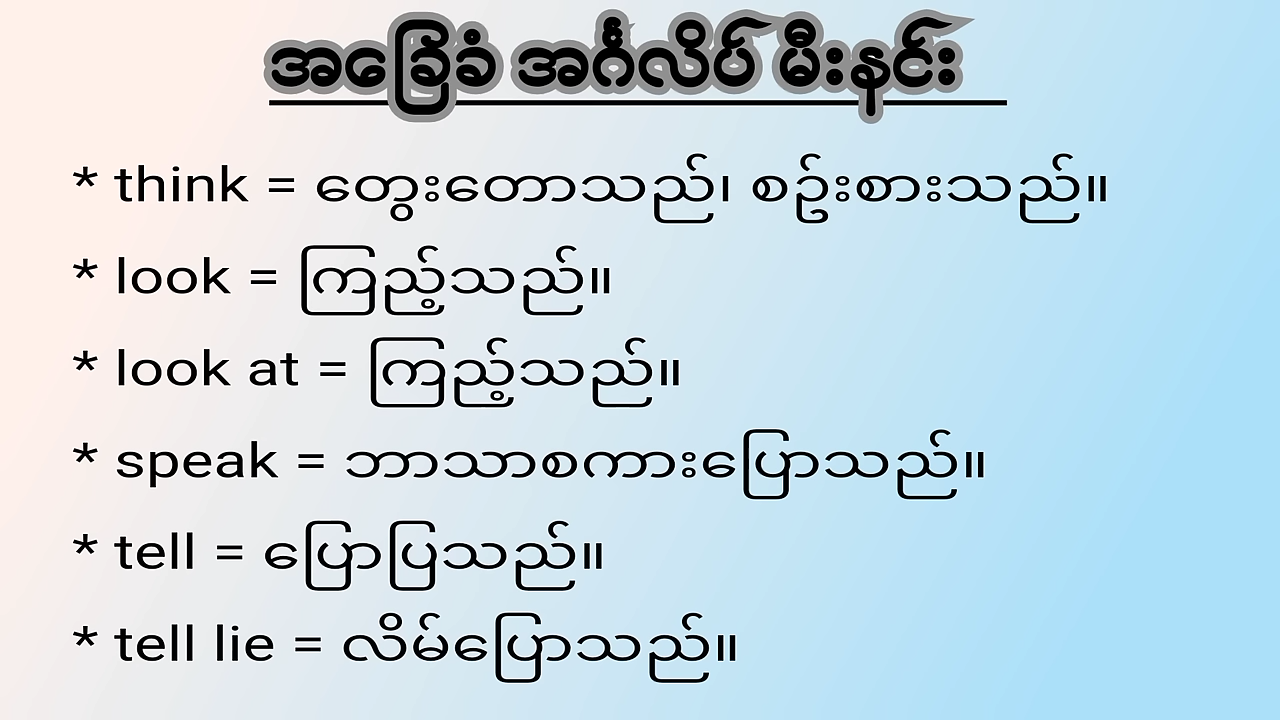 အခြေခံ အင်္ဂလိပ် မီးနင်း
* think = တွေးတောသည်၊ စဥ်းစားသည်။
* look = ကြည့်သည်။
* look at = ကြည့်သည်။
* speak = ဘာသာစကားပြောသည်။
* tell = ပြောပြသည်။
* tell lie = လိမ်ပြောသည်။